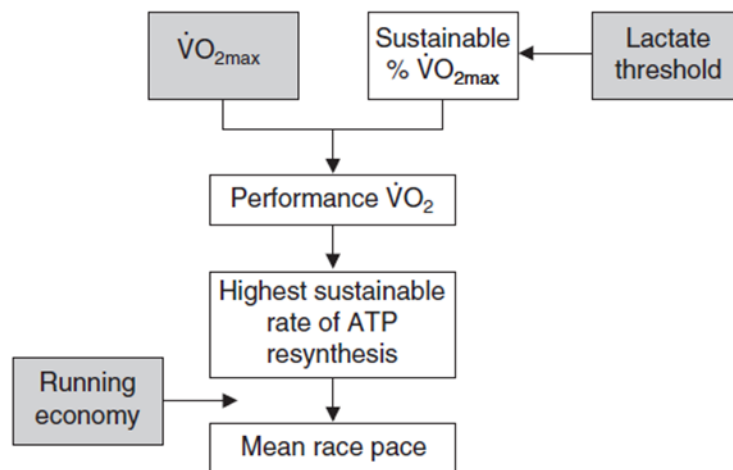 V̇O₂max
Sustainable
% V̇O₂max
Lactate
threshold
Performance V̇O₂
Highest sustainable
rate of ATP
resynthesis
Running
economy
Mean race pace